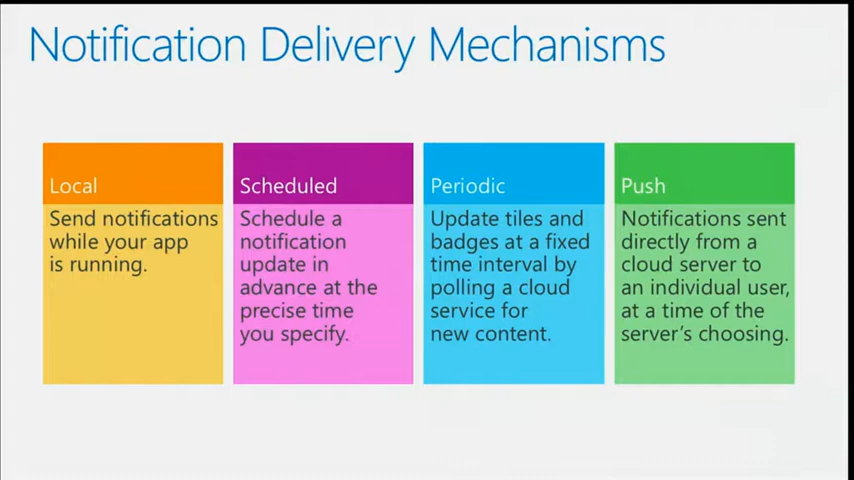 Notification Delivery Mechanisms
Local
Send notifications
while your app
is running.
Scheduled
Schedule a
notification
update in
advance at the
precise time
you specify.
Periodic
Update tiles and
badges at a fixed
time interval by
polling a cloud
service for
new content.
Push
Notifications sent
directly from a
cloud server to
an individual user,
at a time of the
server's choosing.